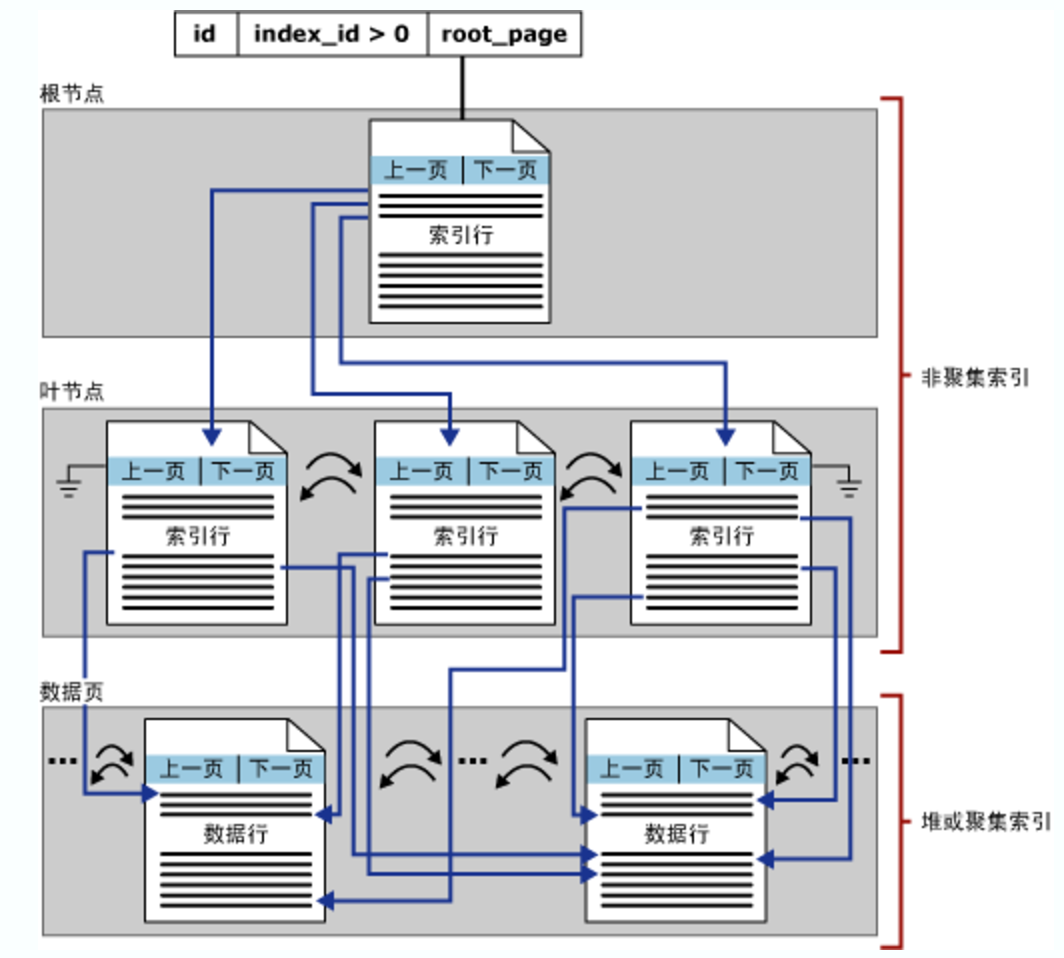 id index_id > 0 root_page
根节点
上一页 下一页
索引行
非聚集索引
叶节点
上一页 下一页 上一页 下一页 上一页 下一页
索引行 索引行 索引行
数据页
... ... ...
上一页 下一页 上一页 下一页
数据行 数据行
堆或聚集索引